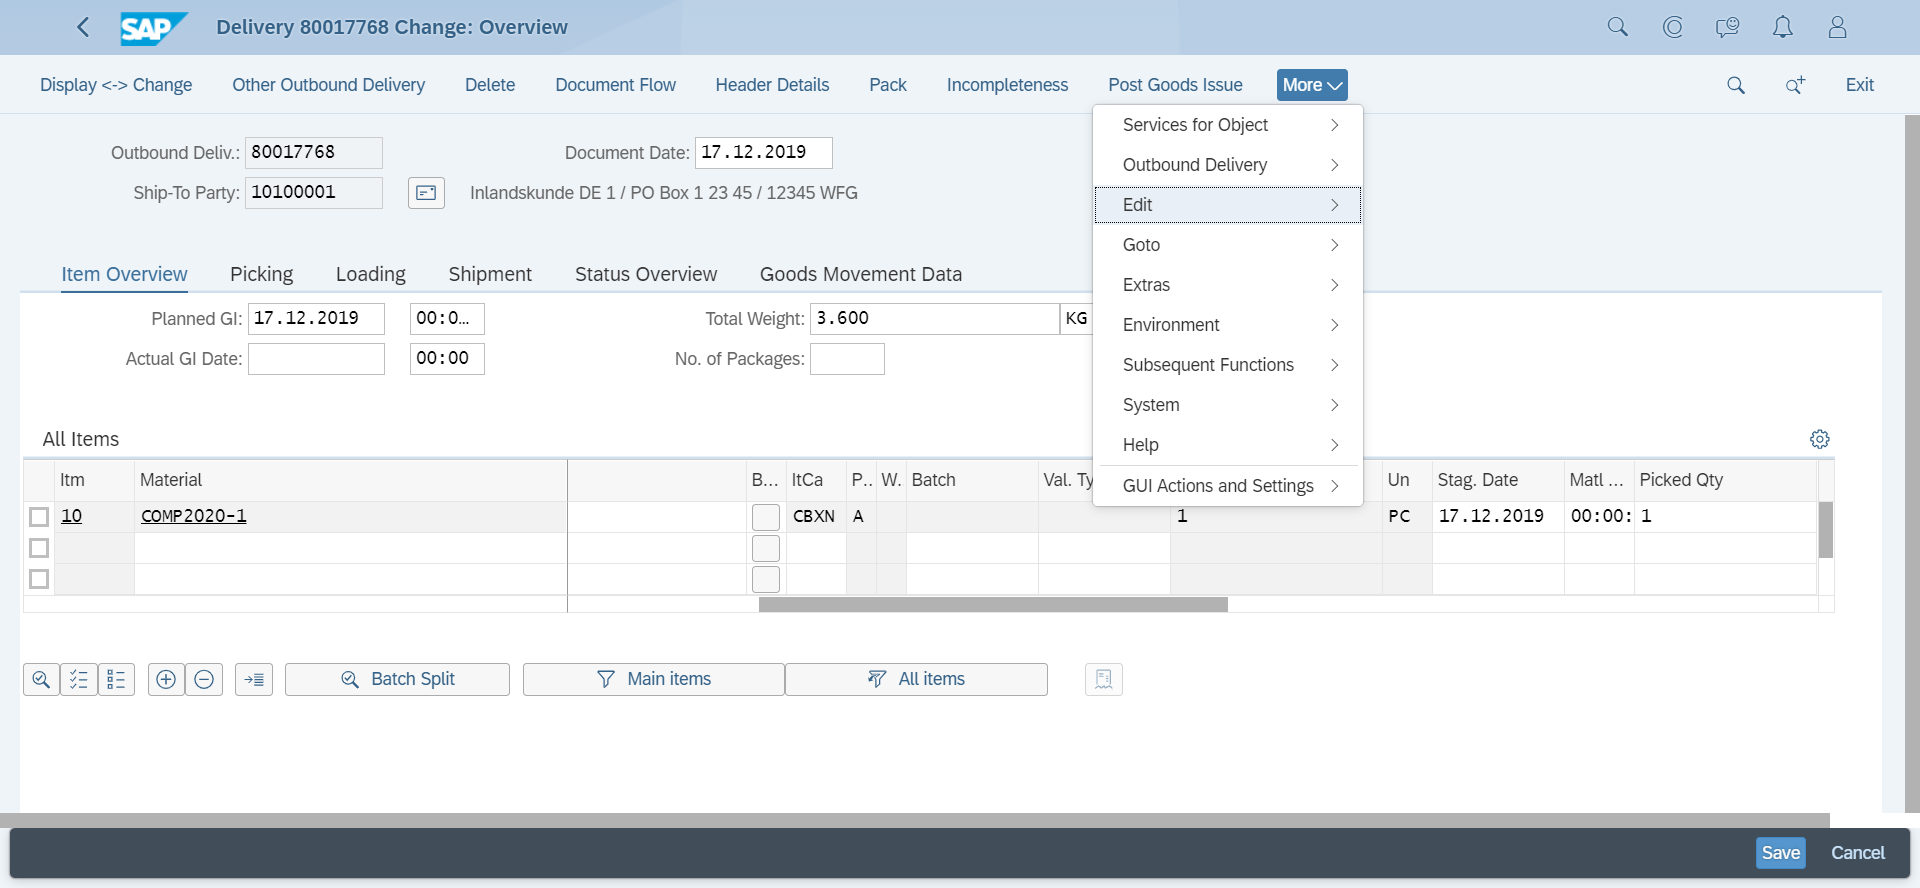 SAP Delivery 80017768 Change: Overview
Display <-> Change Other Outbound Delivery Delete Document Flow Header Details Pack Incompleteness Post Goods Issue More Exit
Services for Object
Outbound Delivery
Edit
Goto
Extras
Environment
Subsequent Functions
System
Help
GUI Actions and Settings
Outbound Deliv.: 80017768 Document Date: 17.12.2019
Ship-To Party: 10100001 Inlandskunde DE 1 / PO Box 1 23 45 / 12345 WFG
Item Overview Picking Loading Shipment Status Overview Goods Movement Data
Planned GI: 17.12.2019 00:0... Total Weight: 3.600 KG
Actual GI Date: 00:00 No. of Packages:
All Items
Itm Material B... ItCa P.. W. Batch Val. Ty Un Stag. Date Matl ... Picked Qty
10 COMP2020-1 CBXN A 1 PC 17.12.2019 00:00: 1
Batch Split Main items All items
Save Cancel